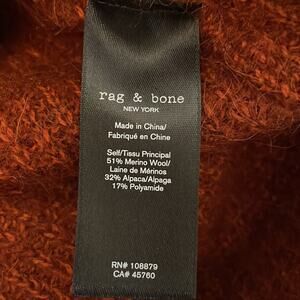 rag & bone
NEW YORK
Made in China/
Fabriqué en Chine
Self/Tissu Principal
51% Merino Wool/
Laine de Mérinos
32% Alpaca/Alpaga
17% Polyamide
RN# 108879
CA# 45760